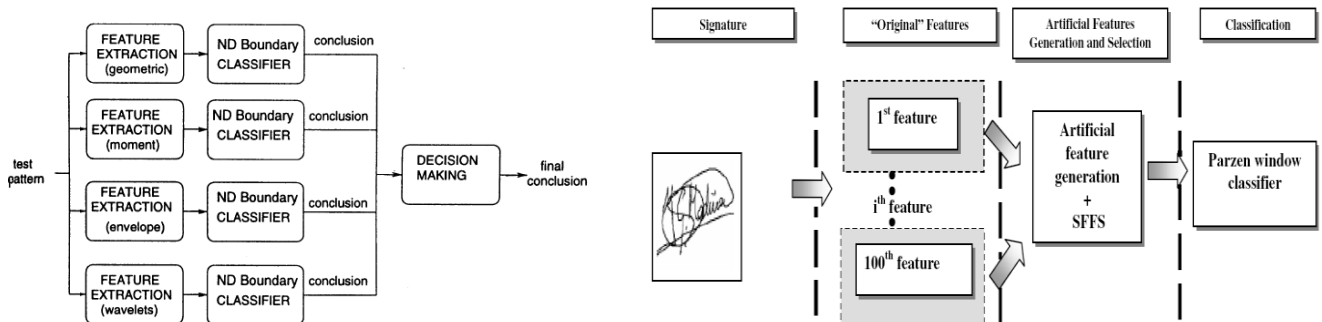 FEATURE
EXTRACTION
(geometric)
ND Boundary
CLASSIFIER
conclusion
FEATURE
EXTRACTION
(moment)
ND Boundary
CLASSIFIER
conclusion
test
pattern
FEATURE
EXTRACTION
(envelope)
ND Boundary
CLASSIFIER
conclusion
FEATURE
EXTRACTION
(wavelets)
ND Boundary
CLASSIFIER
conclusion
DECISION
MAKING
final
conclusion
Signature
“Original” Features
Artificial Features
Generation and Selection
Classification
1st feature
ith feature
100th feature
Artificial
feature
generation
+
SFFS
Parzen window
classifier